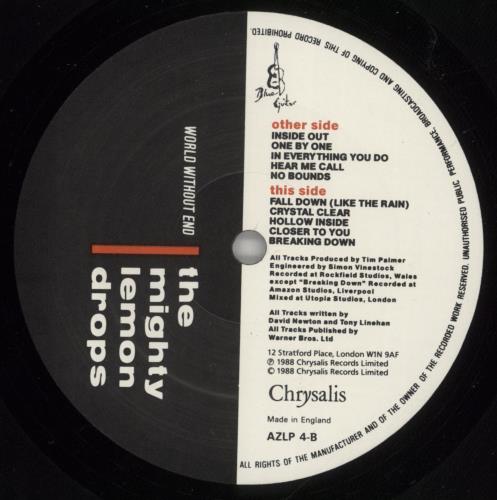 Blue Guitar
other side
INSIDE OUT
ONE BY ONE
IN EVERYTHING YOU DO
HEAR ME CALL
NO BOUNDS
this side
FALL DOWN (LIKE THE RAIN)
CRYSTAL CLEAR
HOLLOW INSIDE
CLOSER TO YOU
BREAKING DOWN
All Tracks Produced by Tim Palmer
Engineered by Simon Vinestock
Recorded at Rockfield Studios, Wales
except "Breaking Down" Recorded at
Amazon Studios, Liverpool
Mixed at Utopia Studios, London
All Tracks written by
David Newton and Tony Linehan
All Tracks Published by
Warner Bros. Ltd
12 Stratford Place, London W1N 9AF
℗ 1988 Chrysalis Records Limited
© 1988 Chrysalis Records Limited
Chrysalis
Made in England
AZLP 4-B
WORLD WITHOUT END
the
mighty
lemon
drops
ALL RIGHTS OF THE MANUFACTURER AND OF THE OWNER OF THE RECORDED WORK RESERVED. UNAUTHORISED PUBLIC PERFORMANCE, BROADCASTING AND COPYING OF THIS RECORD PROHIBITED.